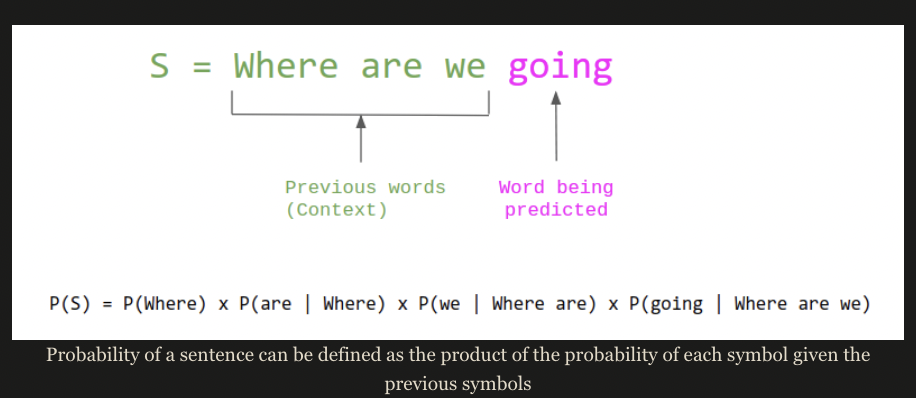 S = Where are we going
Previous words
(Context)
Word being
predicted
P(S) = P(Where) x P(are | Where) x P(we | Where are) x P(going | Where are we)
Probability of a sentence can be defined as the product of the probability of each symbol given the
previous symbols